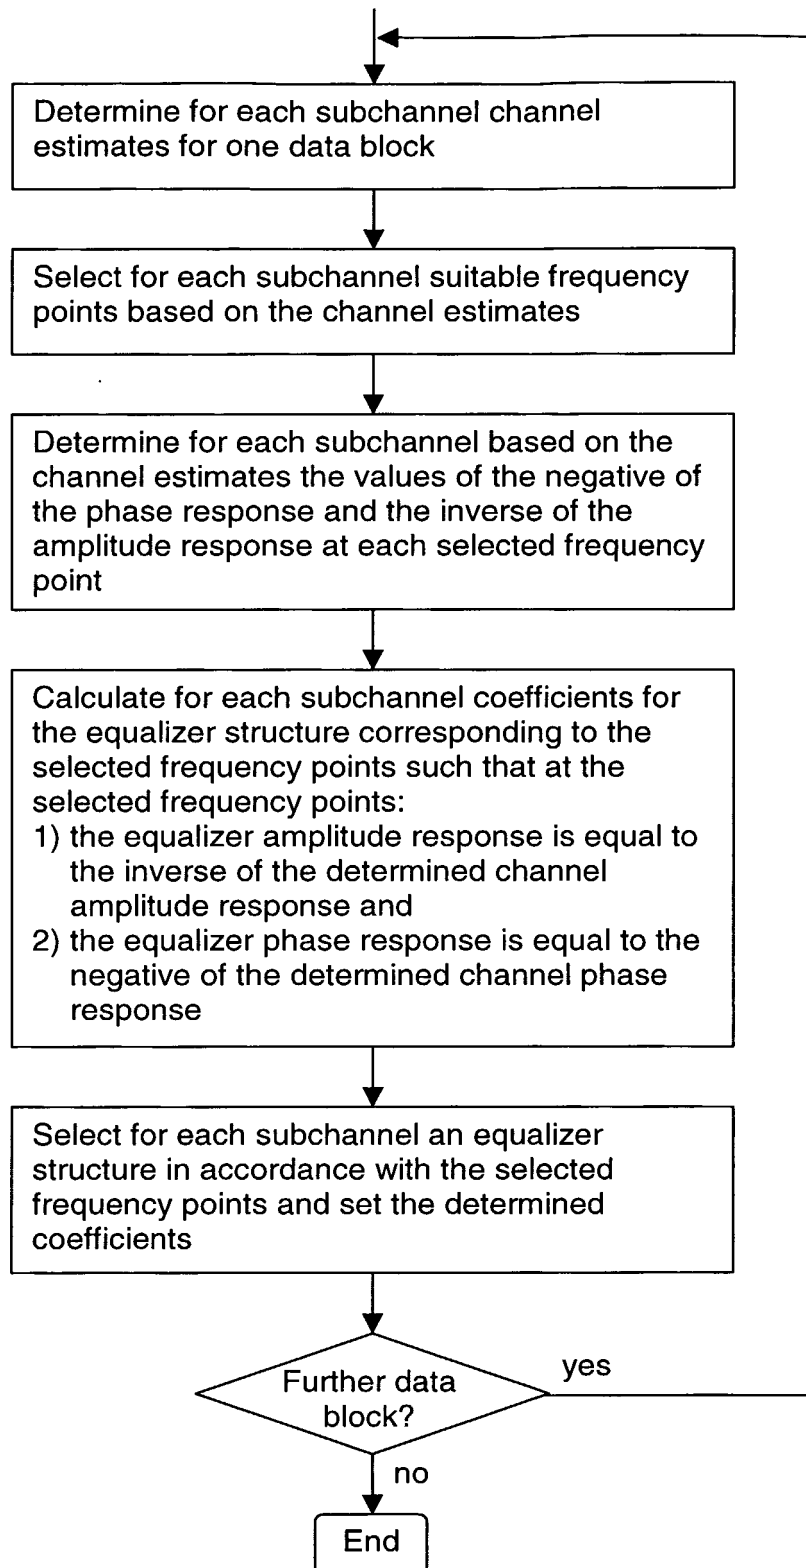 Determine for each subchannel channel
estimates for one data block
Select for each subchannel suitable frequency
points based on the channel estimates
Determine for each subchannel based on the
channel estimates the values of the negative of
the phase response and the inverse of the
amplitude response at each selected frequency
point
Calculate for each subchannel coefficients for
the equalizer structure corresponding to the
selected frequency points such that at the
selected frequency points:
1) the equalizer amplitude response is equal to
the inverse of the determined channel
amplitude response and
2) the equalizer phase response is equal to the
negative of the determined channel phase
response
Select for each subchannel an equalizer
structure in accordance with the selected
frequency points and set the determined
coefficients
Further data
block?
yes
no
End